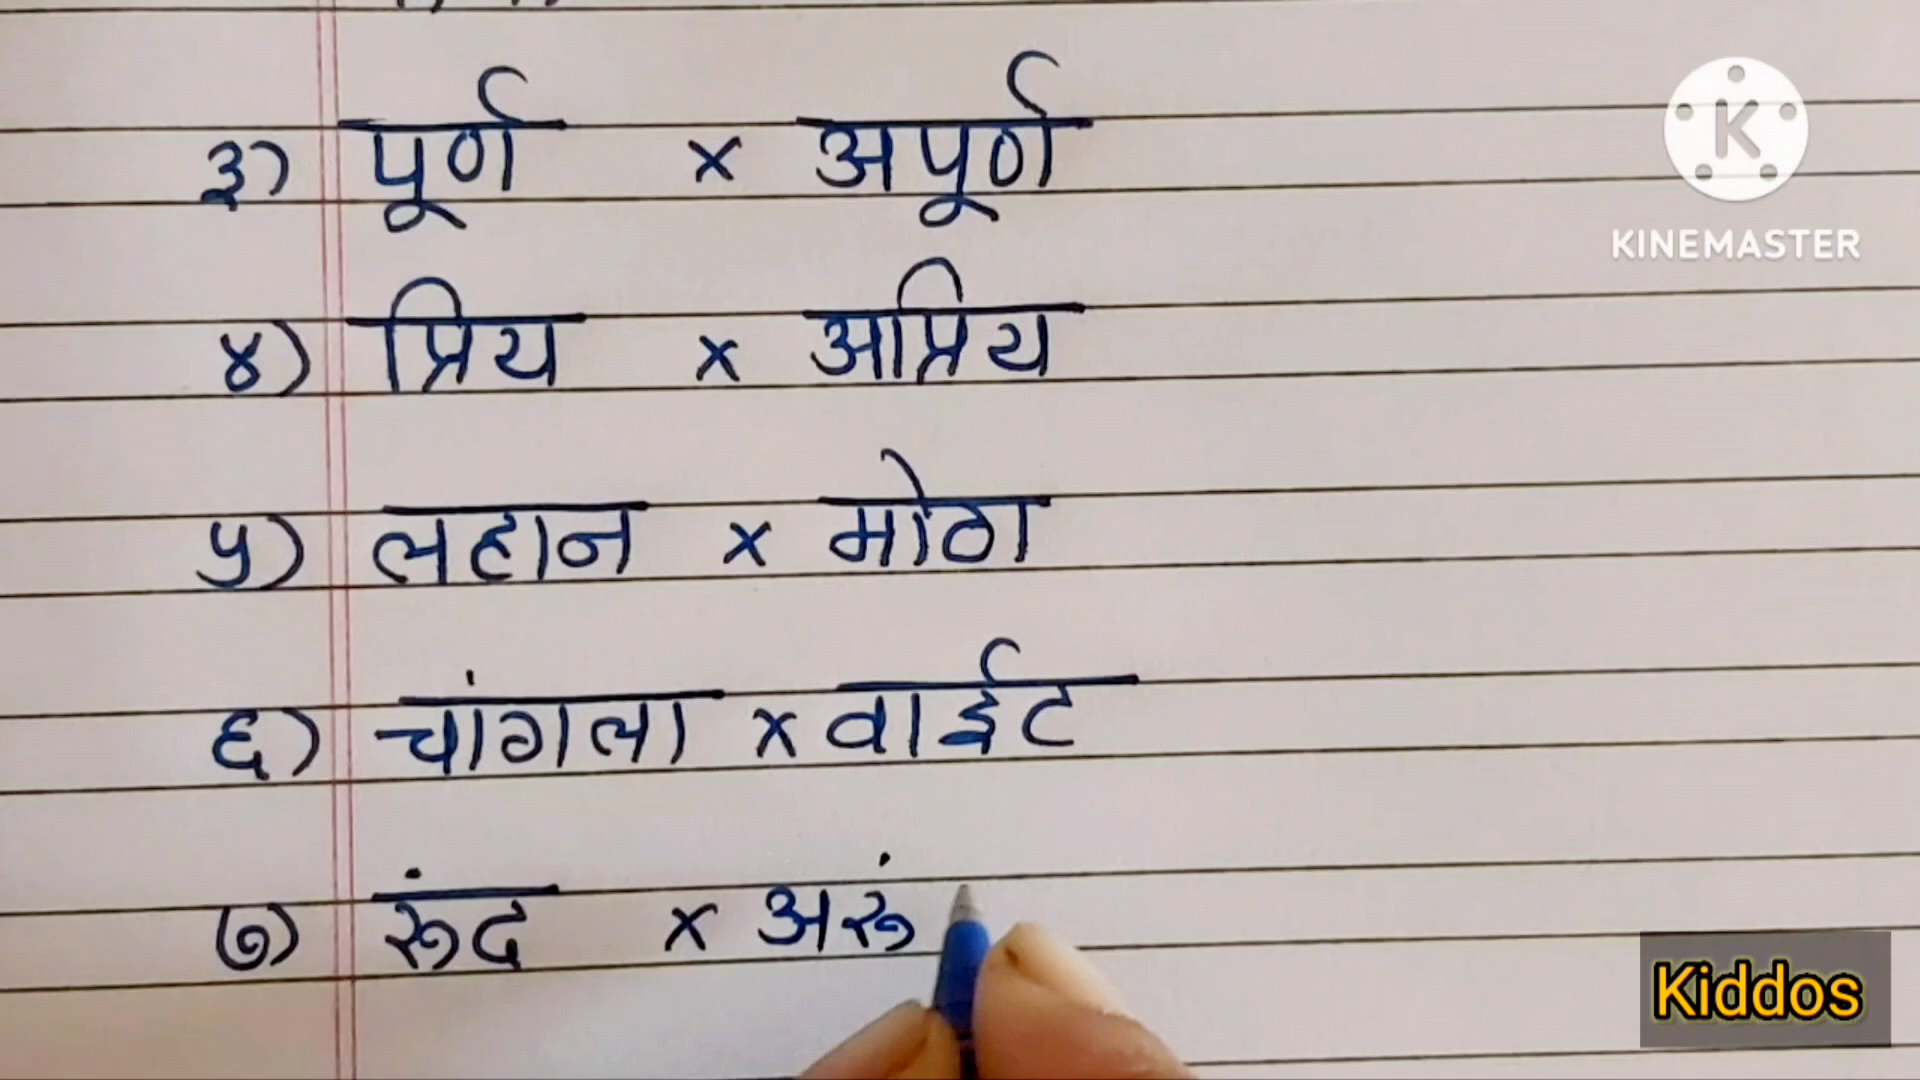 ३) पूर्ण x अपूर्ण
KINEMASTER
४) प्रिय x अप्रिय
५) लहान x मोठा
६) चांगला x वाईट
७) रूंद x अरूं
Kiddos